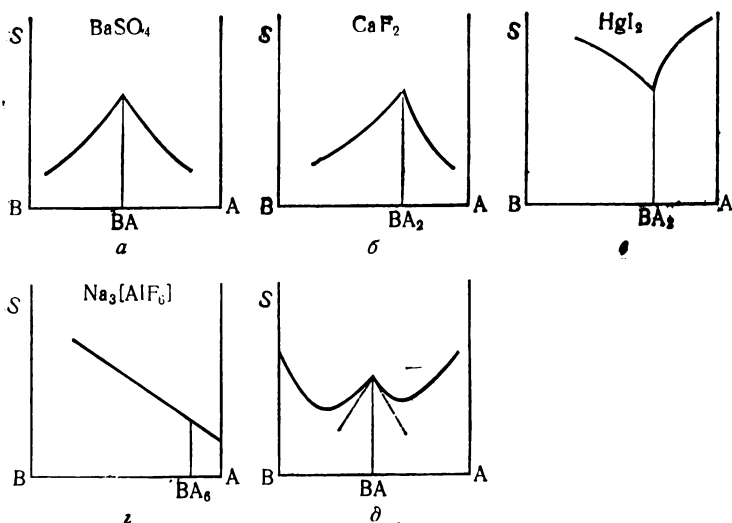 S BaSO₄
B BA A
а
S CaF₂
B BA₂ A
б
S HgI₂
B BA₂ A
в
S Na₃[AlF₆]
B BA₆ A
г
S
B BA A
д